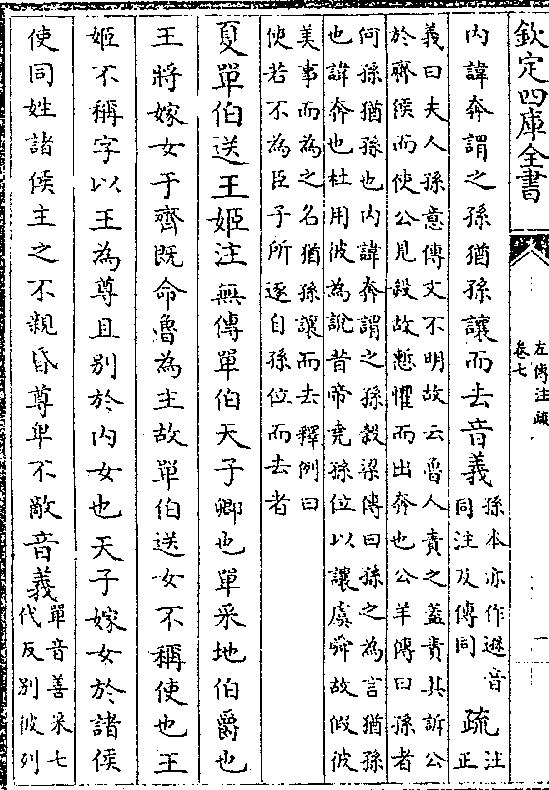 欽定四庫全書
左傳注疏
卷七
一
内諱奔謂之孫猶孫讓而去音義
孫本亦作遜音
同注及傳同
疏
注
正
義曰夫人孫意傳文不明故云魯人責之蓋責其訴公
於齊侯而使公見殺故慙懼而出奔也公羊傳曰孫者
何孫猶孫也内諱奔謂之孫穀梁傳曰孫之為言猶孫
也諱奔也杜用彼為說昔帝堯孫位以讓虞舜故假彼
美事而為之名猶孫讓而去釋例曰
使若不為臣子所逐自孫位而去者
夏單伯送王姬注無傳單伯天子卿也單采地伯爵也
王將嫁女于齊既命魯為主故單伯送女不稱使也王
姬不稱字以王為尊且別於内女也天子嫁女於諸侯
使同姓諸侯主之不親昏尊卑不敵音義
單音善采七
代反别彼列